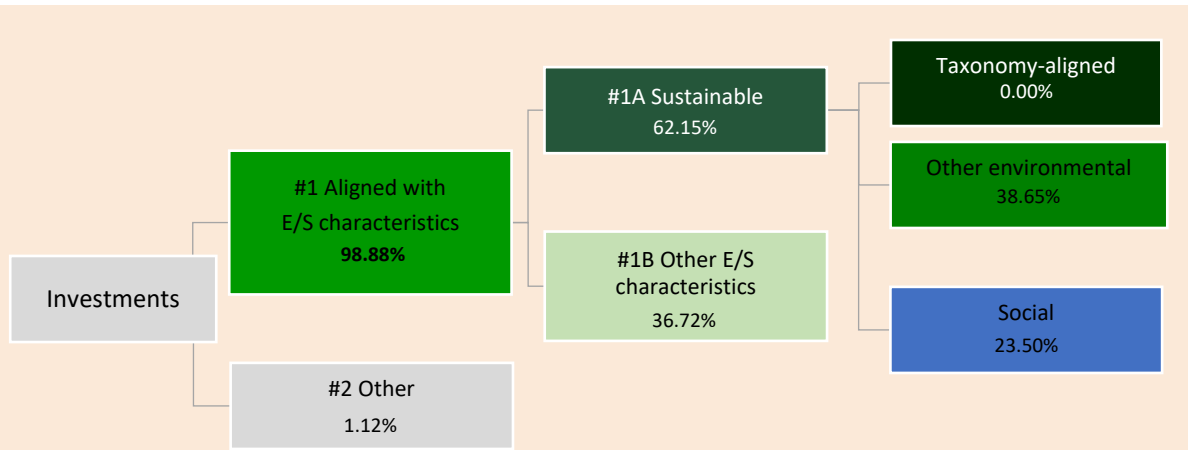 Investments
#1 Aligned with
E/S characteristics
98.88%
#2 Other
1.12%
#1A Sustainable
62.15%
#1B Other E/S
characteristics
36.72%
Taxonomy-aligned
0.00%
Other environmental
38.65%
Social
23.50%